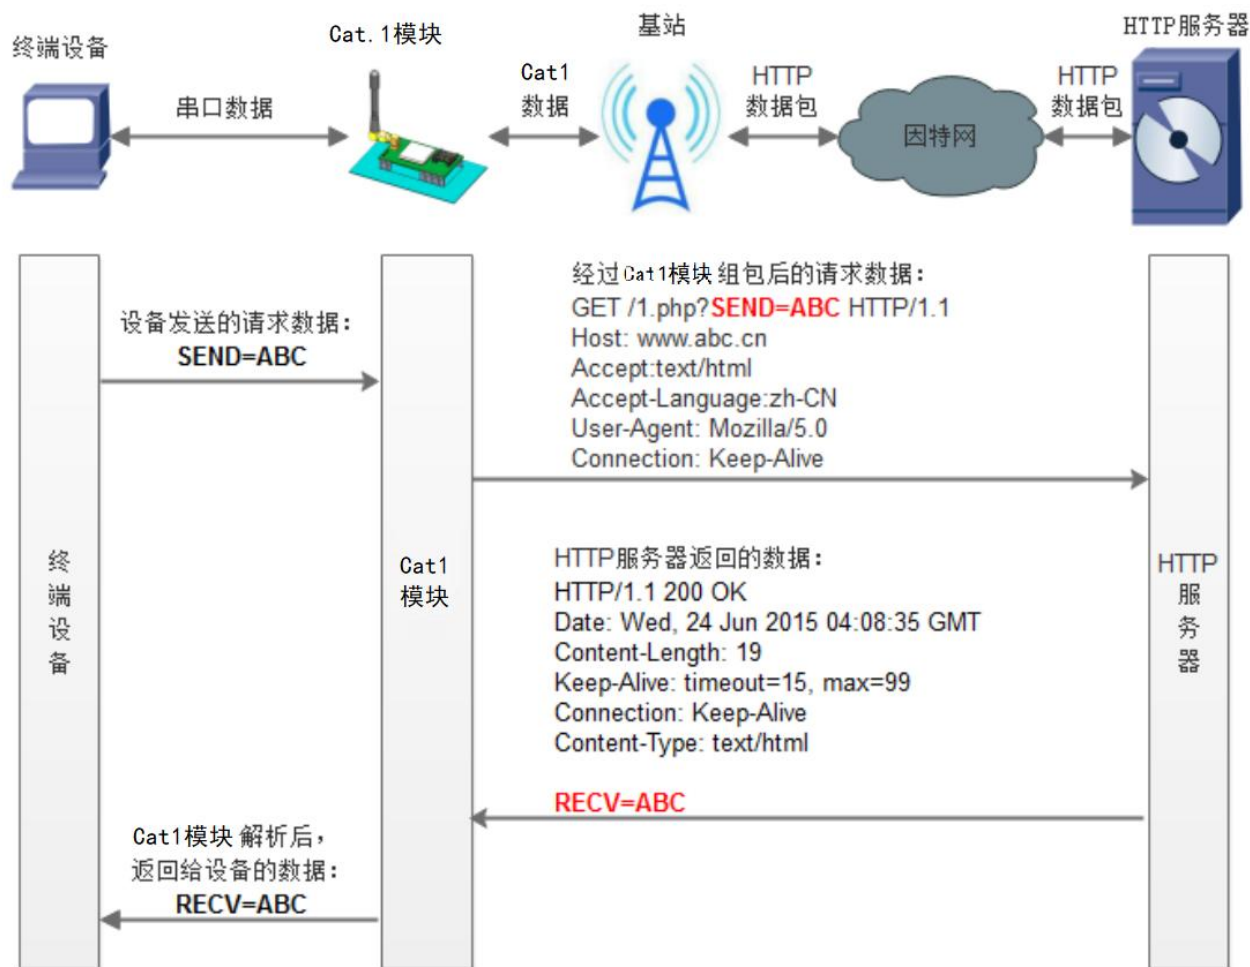 终端设备
Cat.1模块
基站
HTTP服务器
串口数据
Cat1
数据
HTTP
数据包
因特网
HTTP
数据包
设备发送的请求数据：
SEND=ABC
经过Cat1模块组包后的请求数据：
GET /1.php?SEND=ABC HTTP/1.1
Host: www.abc.cn
Accept:text/html
Accept-Language:zh-CN
User-Agent: Mozilla/5.0
Connection: Keep-Alive
终端设备
Cat1
模块
HTTP
服务器
HTTP服务器返回的数据：
HTTP/1.1 200 OK
Date: Wed, 24 Jun 2015 04:08:35 GMT
Content-Length: 19
Keep-Alive: timeout=15, max=99
Connection: Keep-Alive
Content-Type: text/html
RECV=ABC
Cat1模块 解析后，
返回给设备的数据：
RECV=ABC